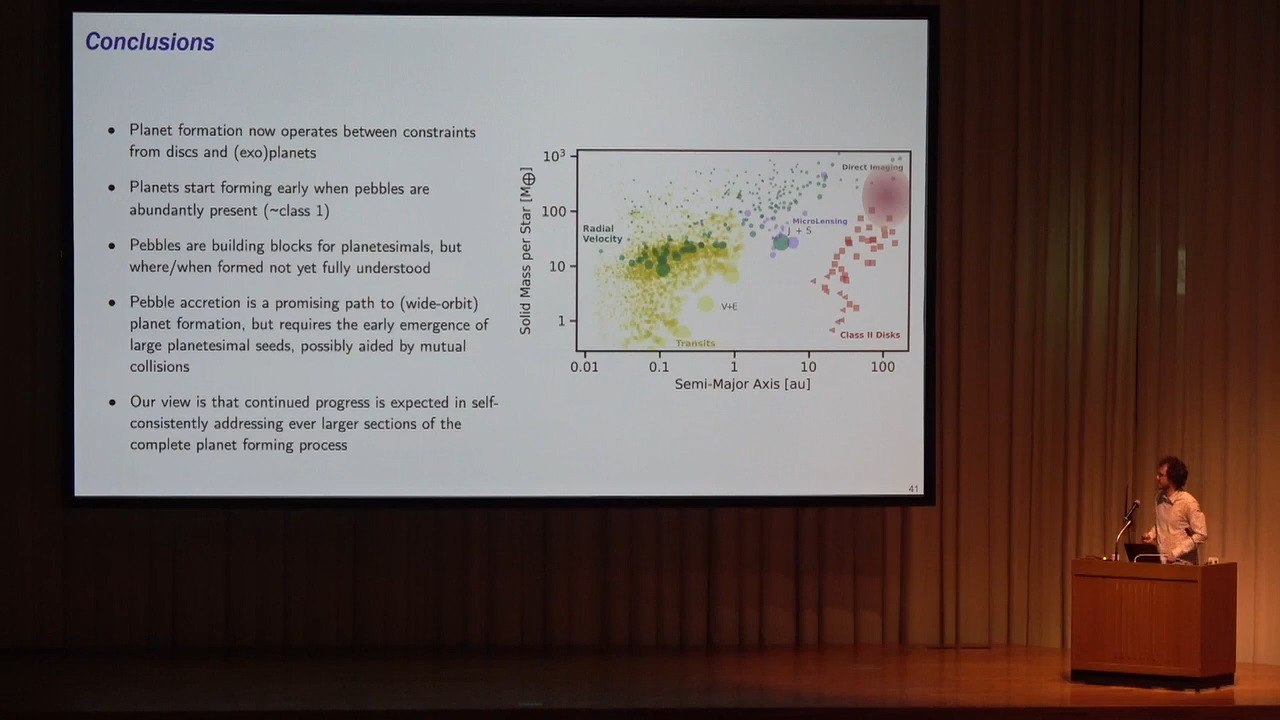 Conclusions
● Planet formation now operates between constraints
from discs and (exo)planets
● Planets start forming early when pebbles are
abundantly present (~class 1)
● Pebbles are building blocks for planetesimals, but
where/when formed not yet fully understood
● Pebble accretion is a promising path to (wide-orbit)
planet formation, but requires the early emergence of
large planetesimal seeds, possibly aided by mutual
collisions
● Our view is that continued progress is expected in self-
consistently addressing ever larger sections of the
complete planet forming process
Solid Mass per Star [M⊕]
10³
100
10
1
Direct Imaging
MicroLensing
J + S
Radial
Velocity
V+E
Class II Disks
Transits
0.01 0.1 1 10 100
Semi-Major Axis [au]
41